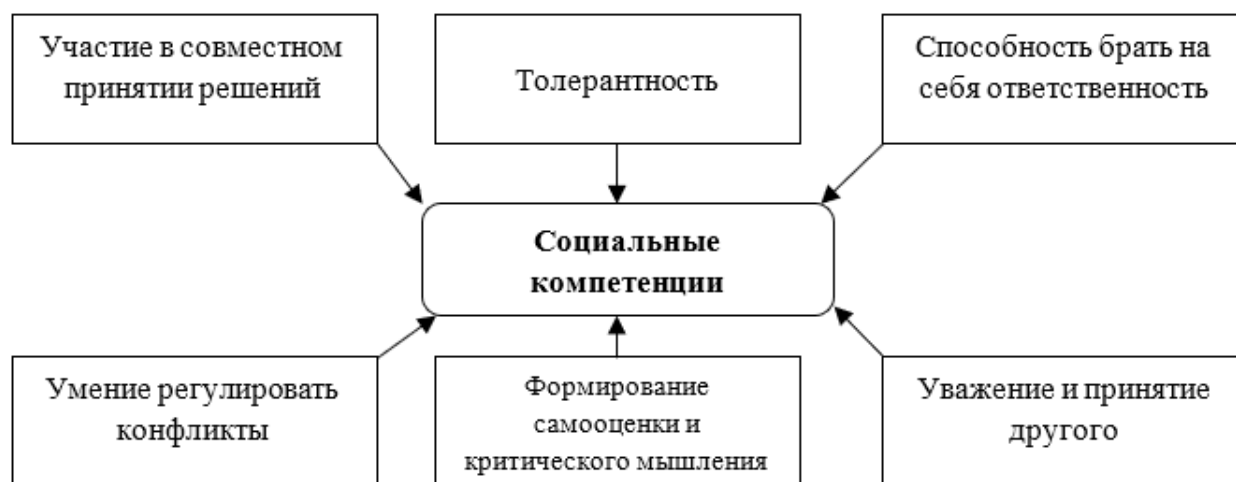 Участие в совместном
принятии решений
Толерантность
Способность брать на
себя ответственность
Социальные
компетенции
Умение регулировать
конфликты
Формирование
самооценки и
критического мышления
Уважение и принятие
другого